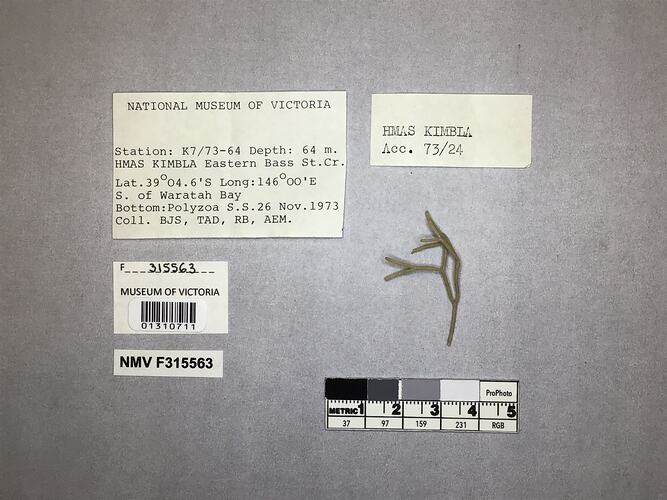 NATIONAL MUSEUM OF VICTORIA
Station: K7/73-64 Depth: 64 m.
HMAS KIMBLA Eastern Bass St.Cr.
Lat.39°04.6'S Long:146°00'E
S. of Waratah Bay
Bottom:Polyzoa S.S.26 Nov.1973
Coll. BJS, TAD, RB, AEM.
HMAS KIMBLA
Acc. 73/24
F 315563
MUSEUM OF VICTORIA
01310711
NMV F315563
ProPhoto
METRIC 1 2 3 4 5
37 97 159 231 RGB